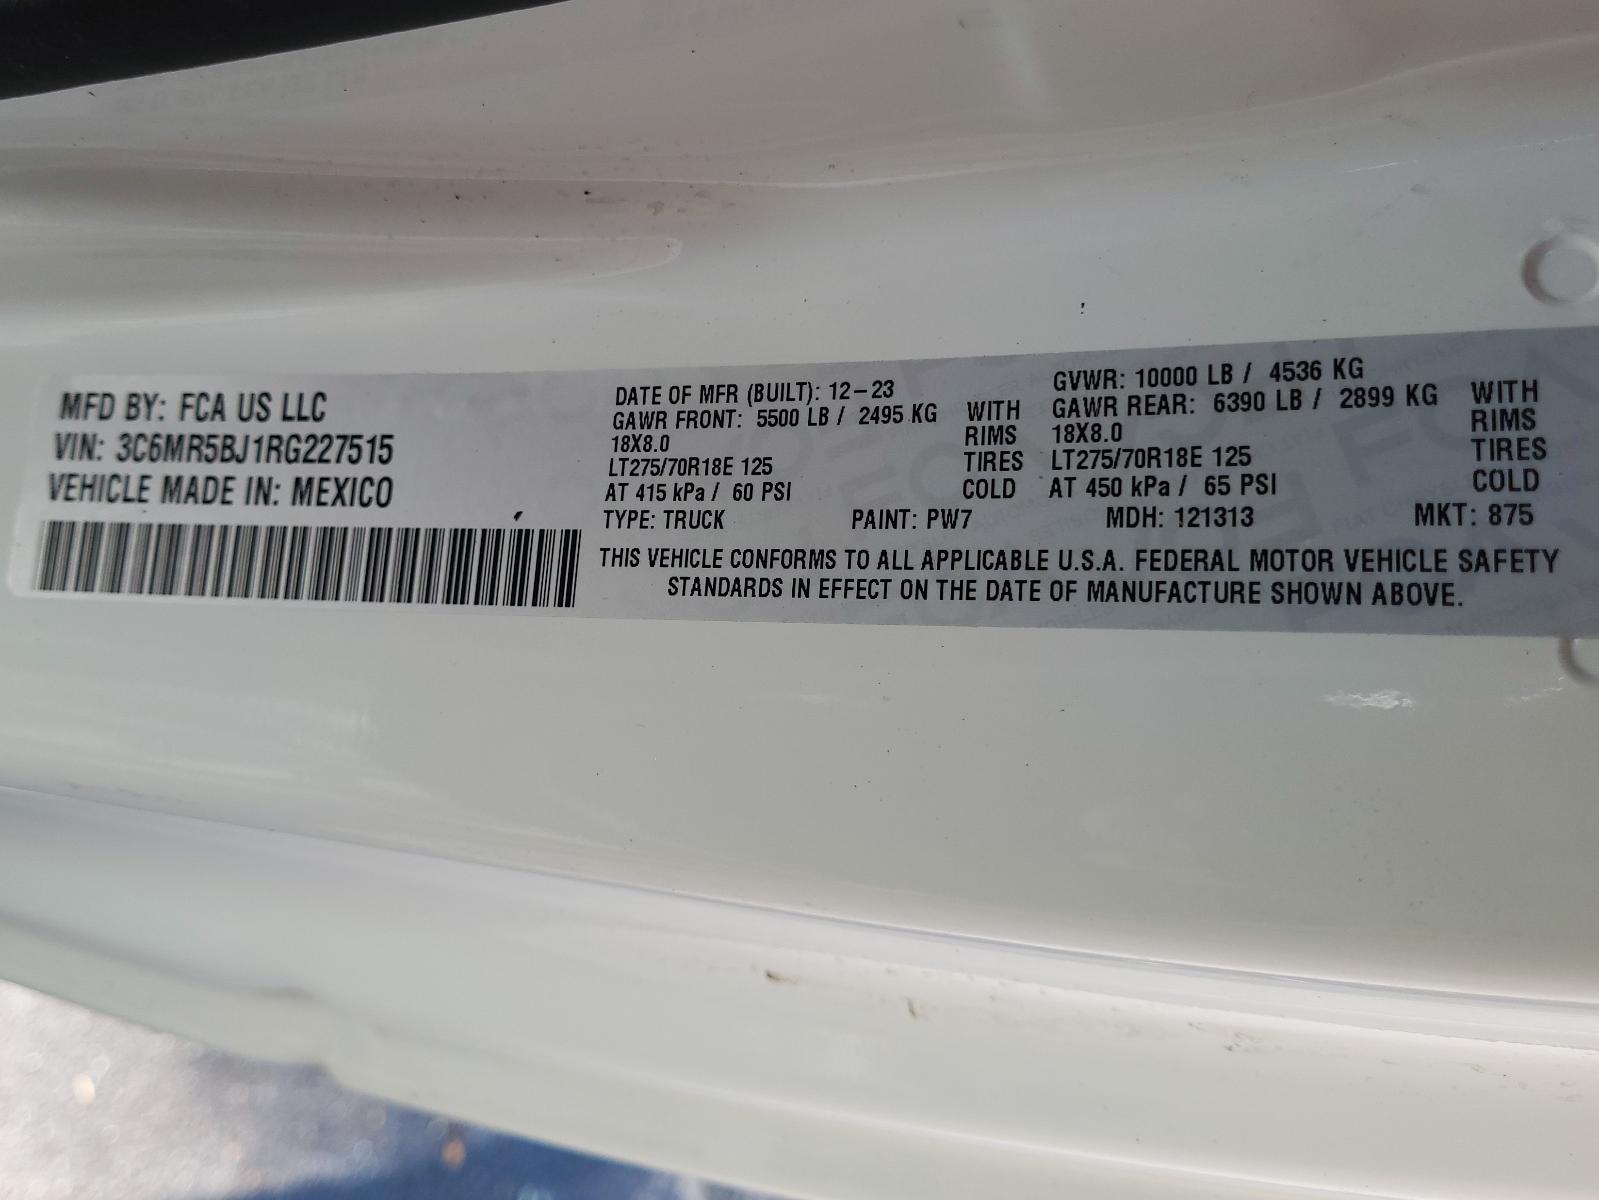 MFD BY: FCA US LLC
VIN: 3C6MR5BJ1RG227515
VEHICLE MADE IN: MEXICO
DATE OF MFR (BUILT): 12-23
GAWR FRONT: 5500 LB / 2495 KG WITH
18X8.0 RIMS
LT275/70R18E 125 TIRES
AT 415 kPa / 60 PSI COLD
GVWR: 10000 LB / 4536 KG
GAWR REAR: 6390 LB / 2899 KG WITH
18X8.0 RIMS
LT275/70R18E 125 TIRES
AT 450 kPa / 65 PSI COLD
TYPE: TRUCK PAINT: PW7 MDH: 121313 MKT: 875
THIS VEHICLE CONFORMS TO ALL APPLICABLE U.S.A. FEDERAL MOTOR VEHICLE SAFETY
STANDARDS IN EFFECT ON THE DATE OF MANUFACTURE SHOWN ABOVE.